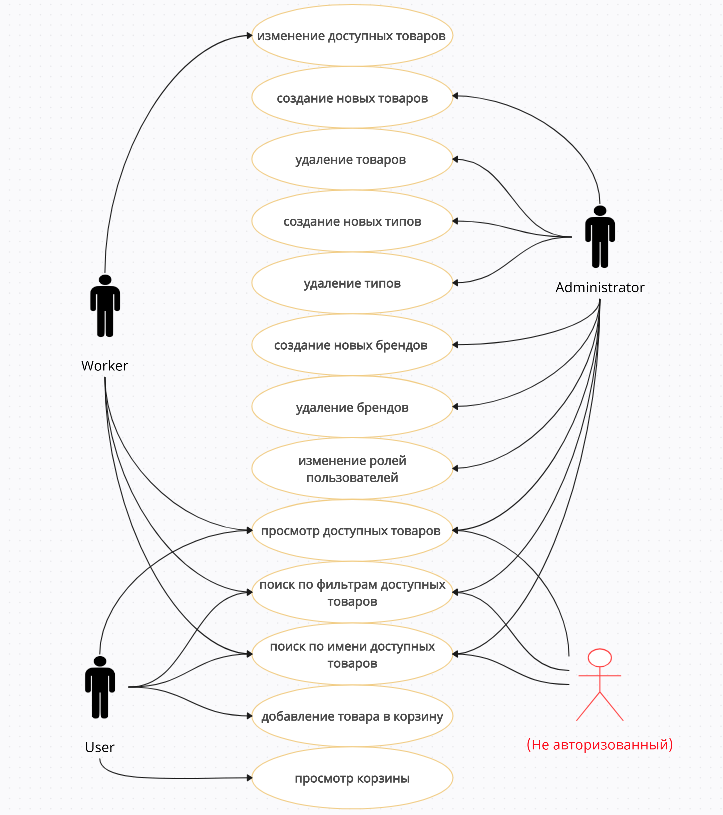 изменение доступных товаров
создание новых товаров
удаление товаров
создание новых типов
удаление типов
Administrator
создание новых брендов
Worker
удаление брендов
изменение ролей
пользователей
просмотр доступных товаров
поиск по фильтрам доступных
товаров
поиск по имени доступных
товаров
добавление товара в корзину
User
(Не авторизованный)
просмотр корзины